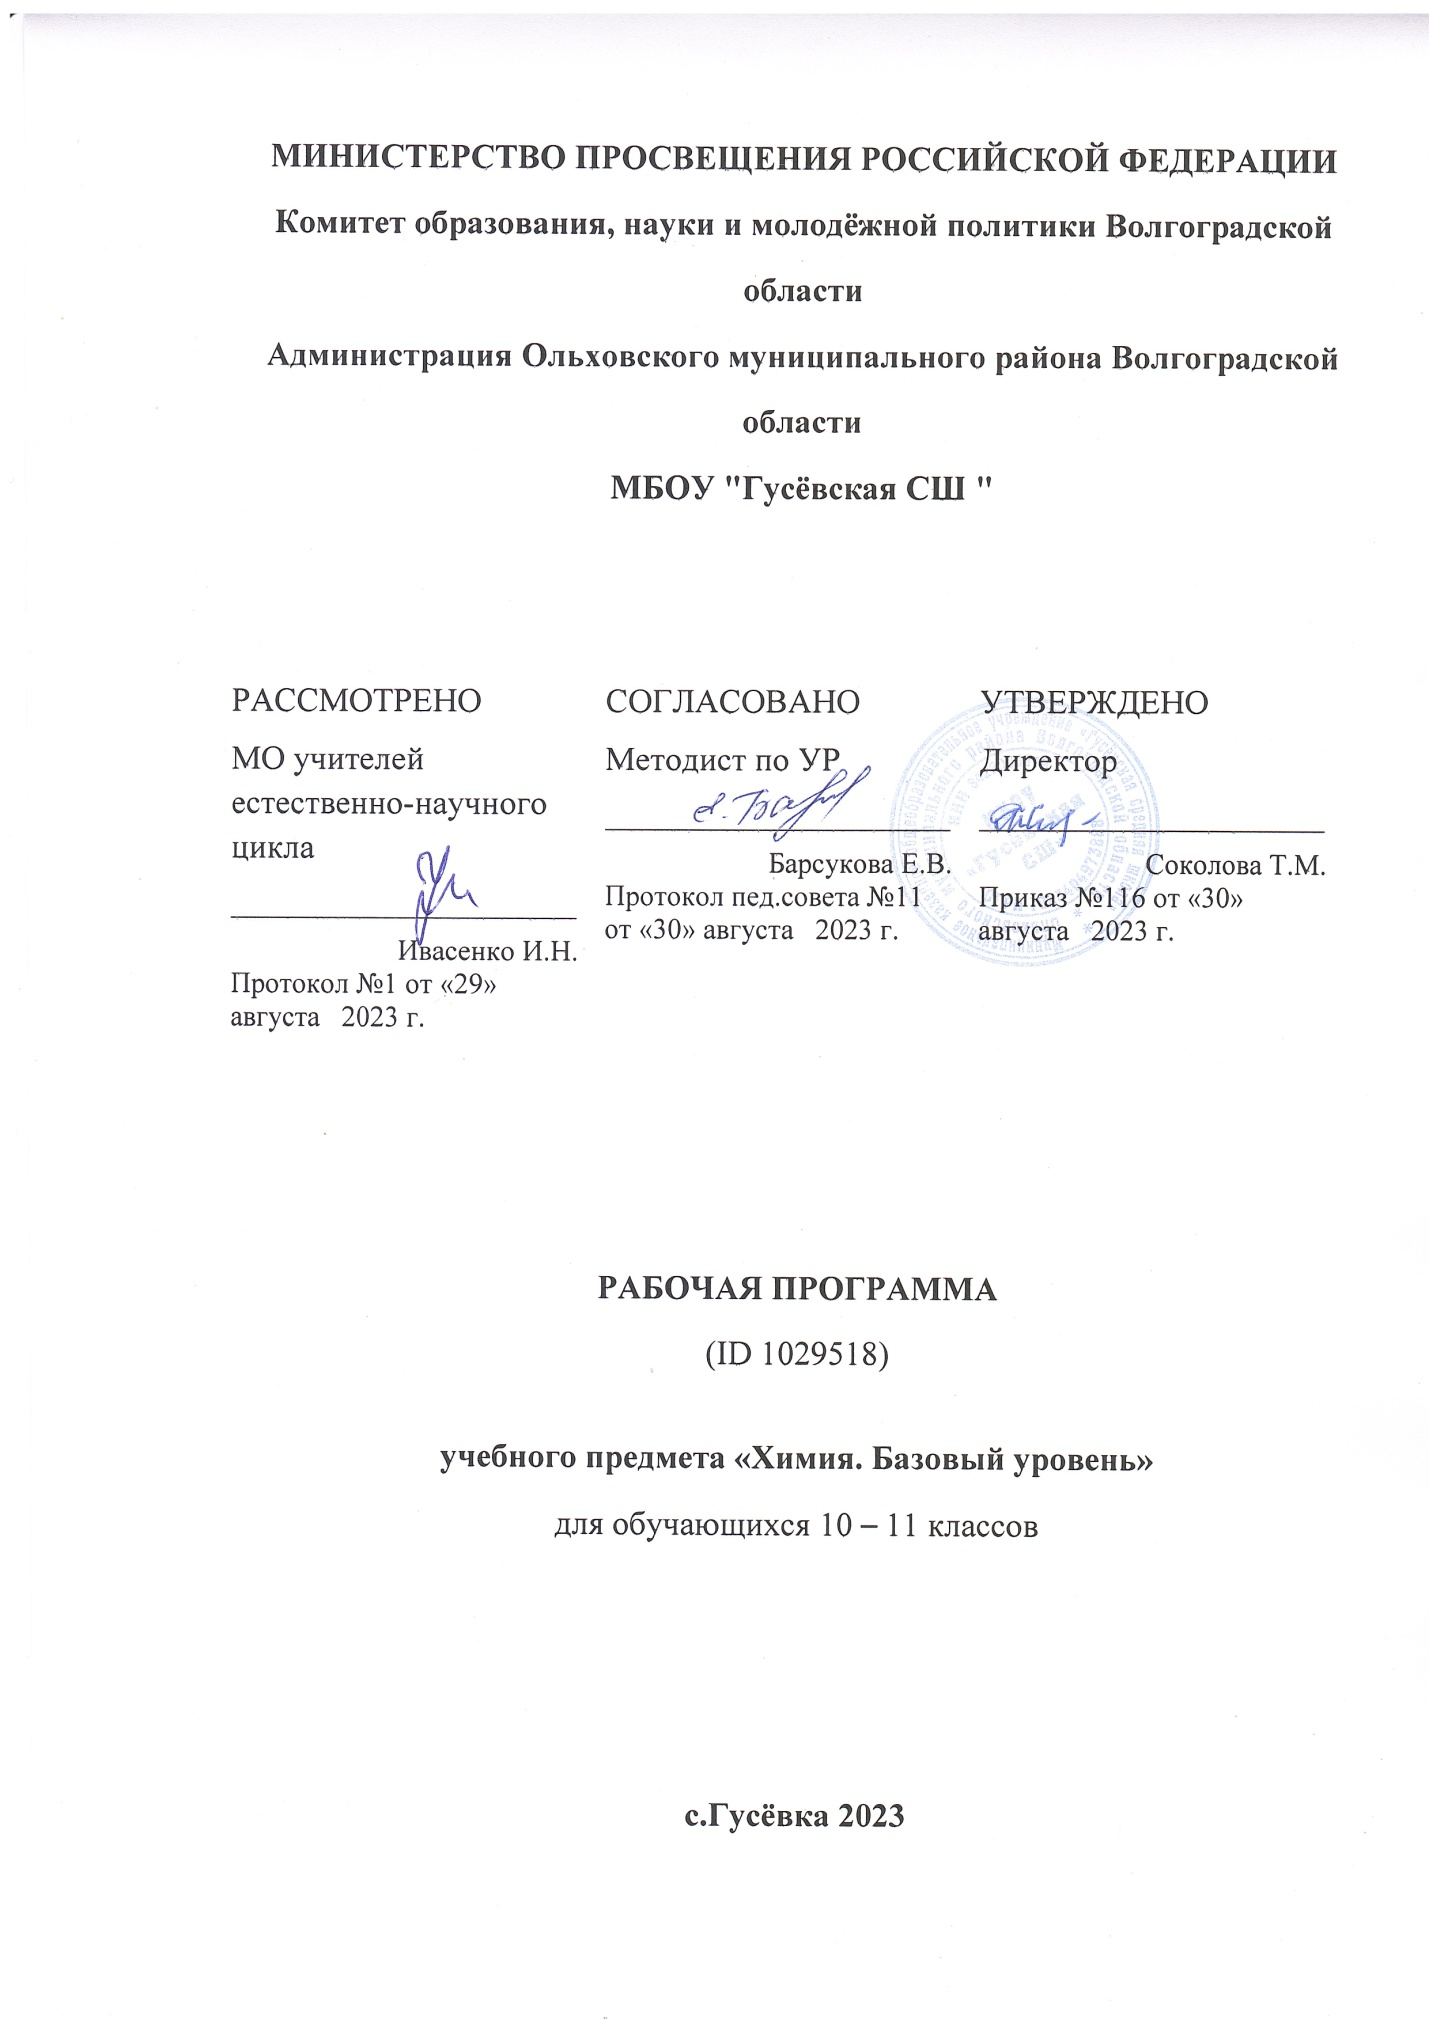 МИНИСТЕРСТВО ПРОСВЕЩЕНИЯ РОССИЙСКОЙ ФЕДЕРАЦИИ
Комитет образования, науки и молодёжной политики Волгоградской
области
Администрация Ольховского муниципального района Волгоградской
области
МБОУ "Гусёвская СШ "
РАССМОТРЕНО
МО учителей
естественно-научного
цикла
Ивасенко И.Н.
Протокол №1 от «29»
августа 2023 г.
СОГЛАСОВАНО
Методист по УР
Барсукова Е.В.
Протокол пед.совета №11
от «30» августа 2023 г.
УТВЕРЖДЕНО
Директор
Соколова Т.М.
Приказ №116 от «30»
августа 2023 г.
РАБОЧАЯ ПРОГРАММА
(ID 1029518)
учебного предмета «Химия. Базовый уровень»
для обучающихся 10 – 11 классов
с.Гусёвка 2023